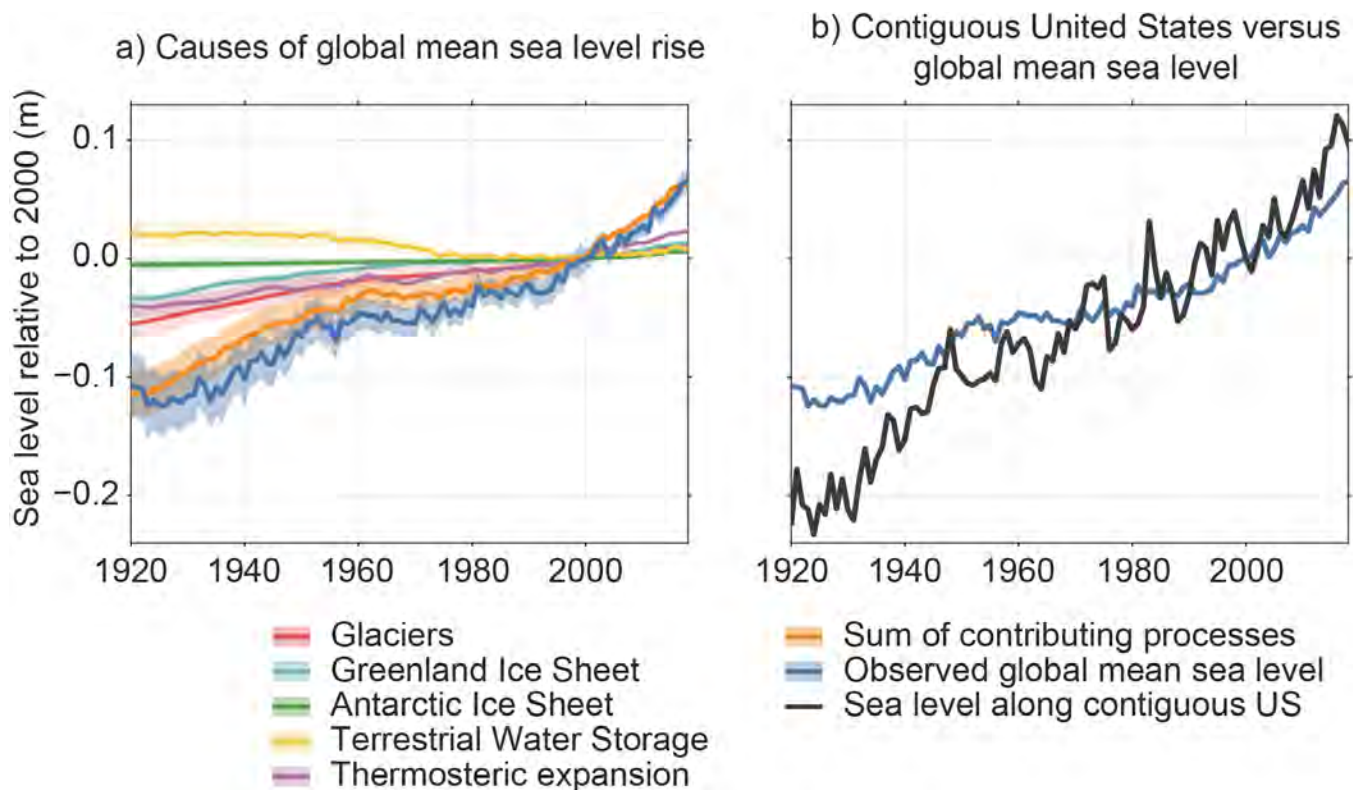 a) Causes of global mean sea level rise
b) Contiguous United States versus
global mean sea level
Sea level relative to 2000 (m)
0.1
0.0
−0.1
−0.2
1920 1940 1960 1980 2000
1920 1940 1960 1980 2000
Glaciers
Greenland Ice Sheet
Antarctic Ice Sheet
Terrestrial Water Storage
Thermosteric expansion
Sum of contributing processes
Observed global mean sea level
Sea level along contiguous US